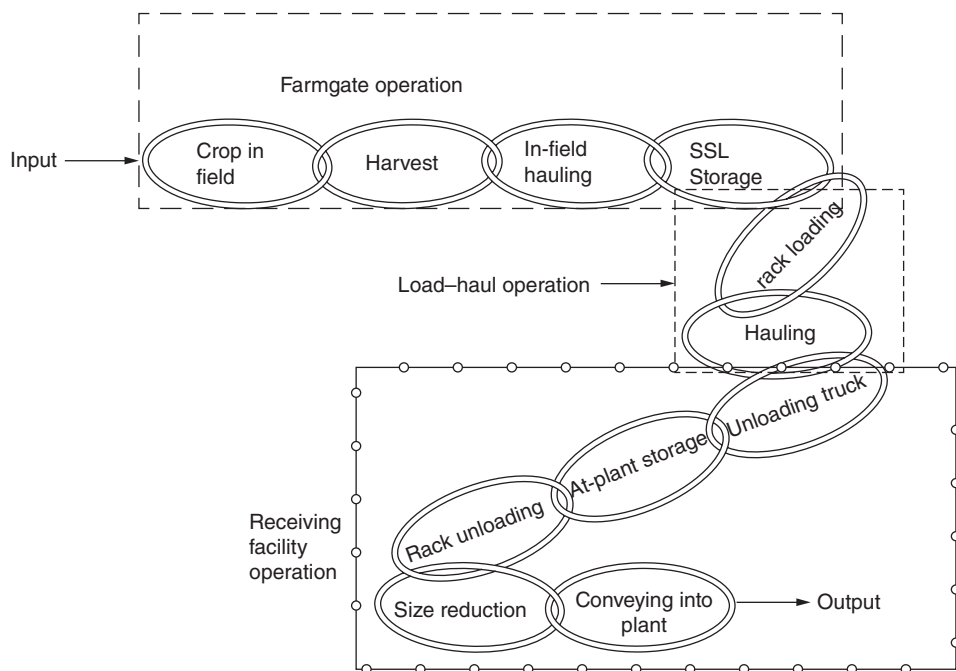 Farmgate operation
Input
Crop in
field
Harvest
In-field
hauling
SSL
Storage
rack loading
Load–haul operation
Hauling
Unloading truck
At-plant storage
Rack unloading
Receiving
facility
operation
Size reduction
Conveying into
plant
Output